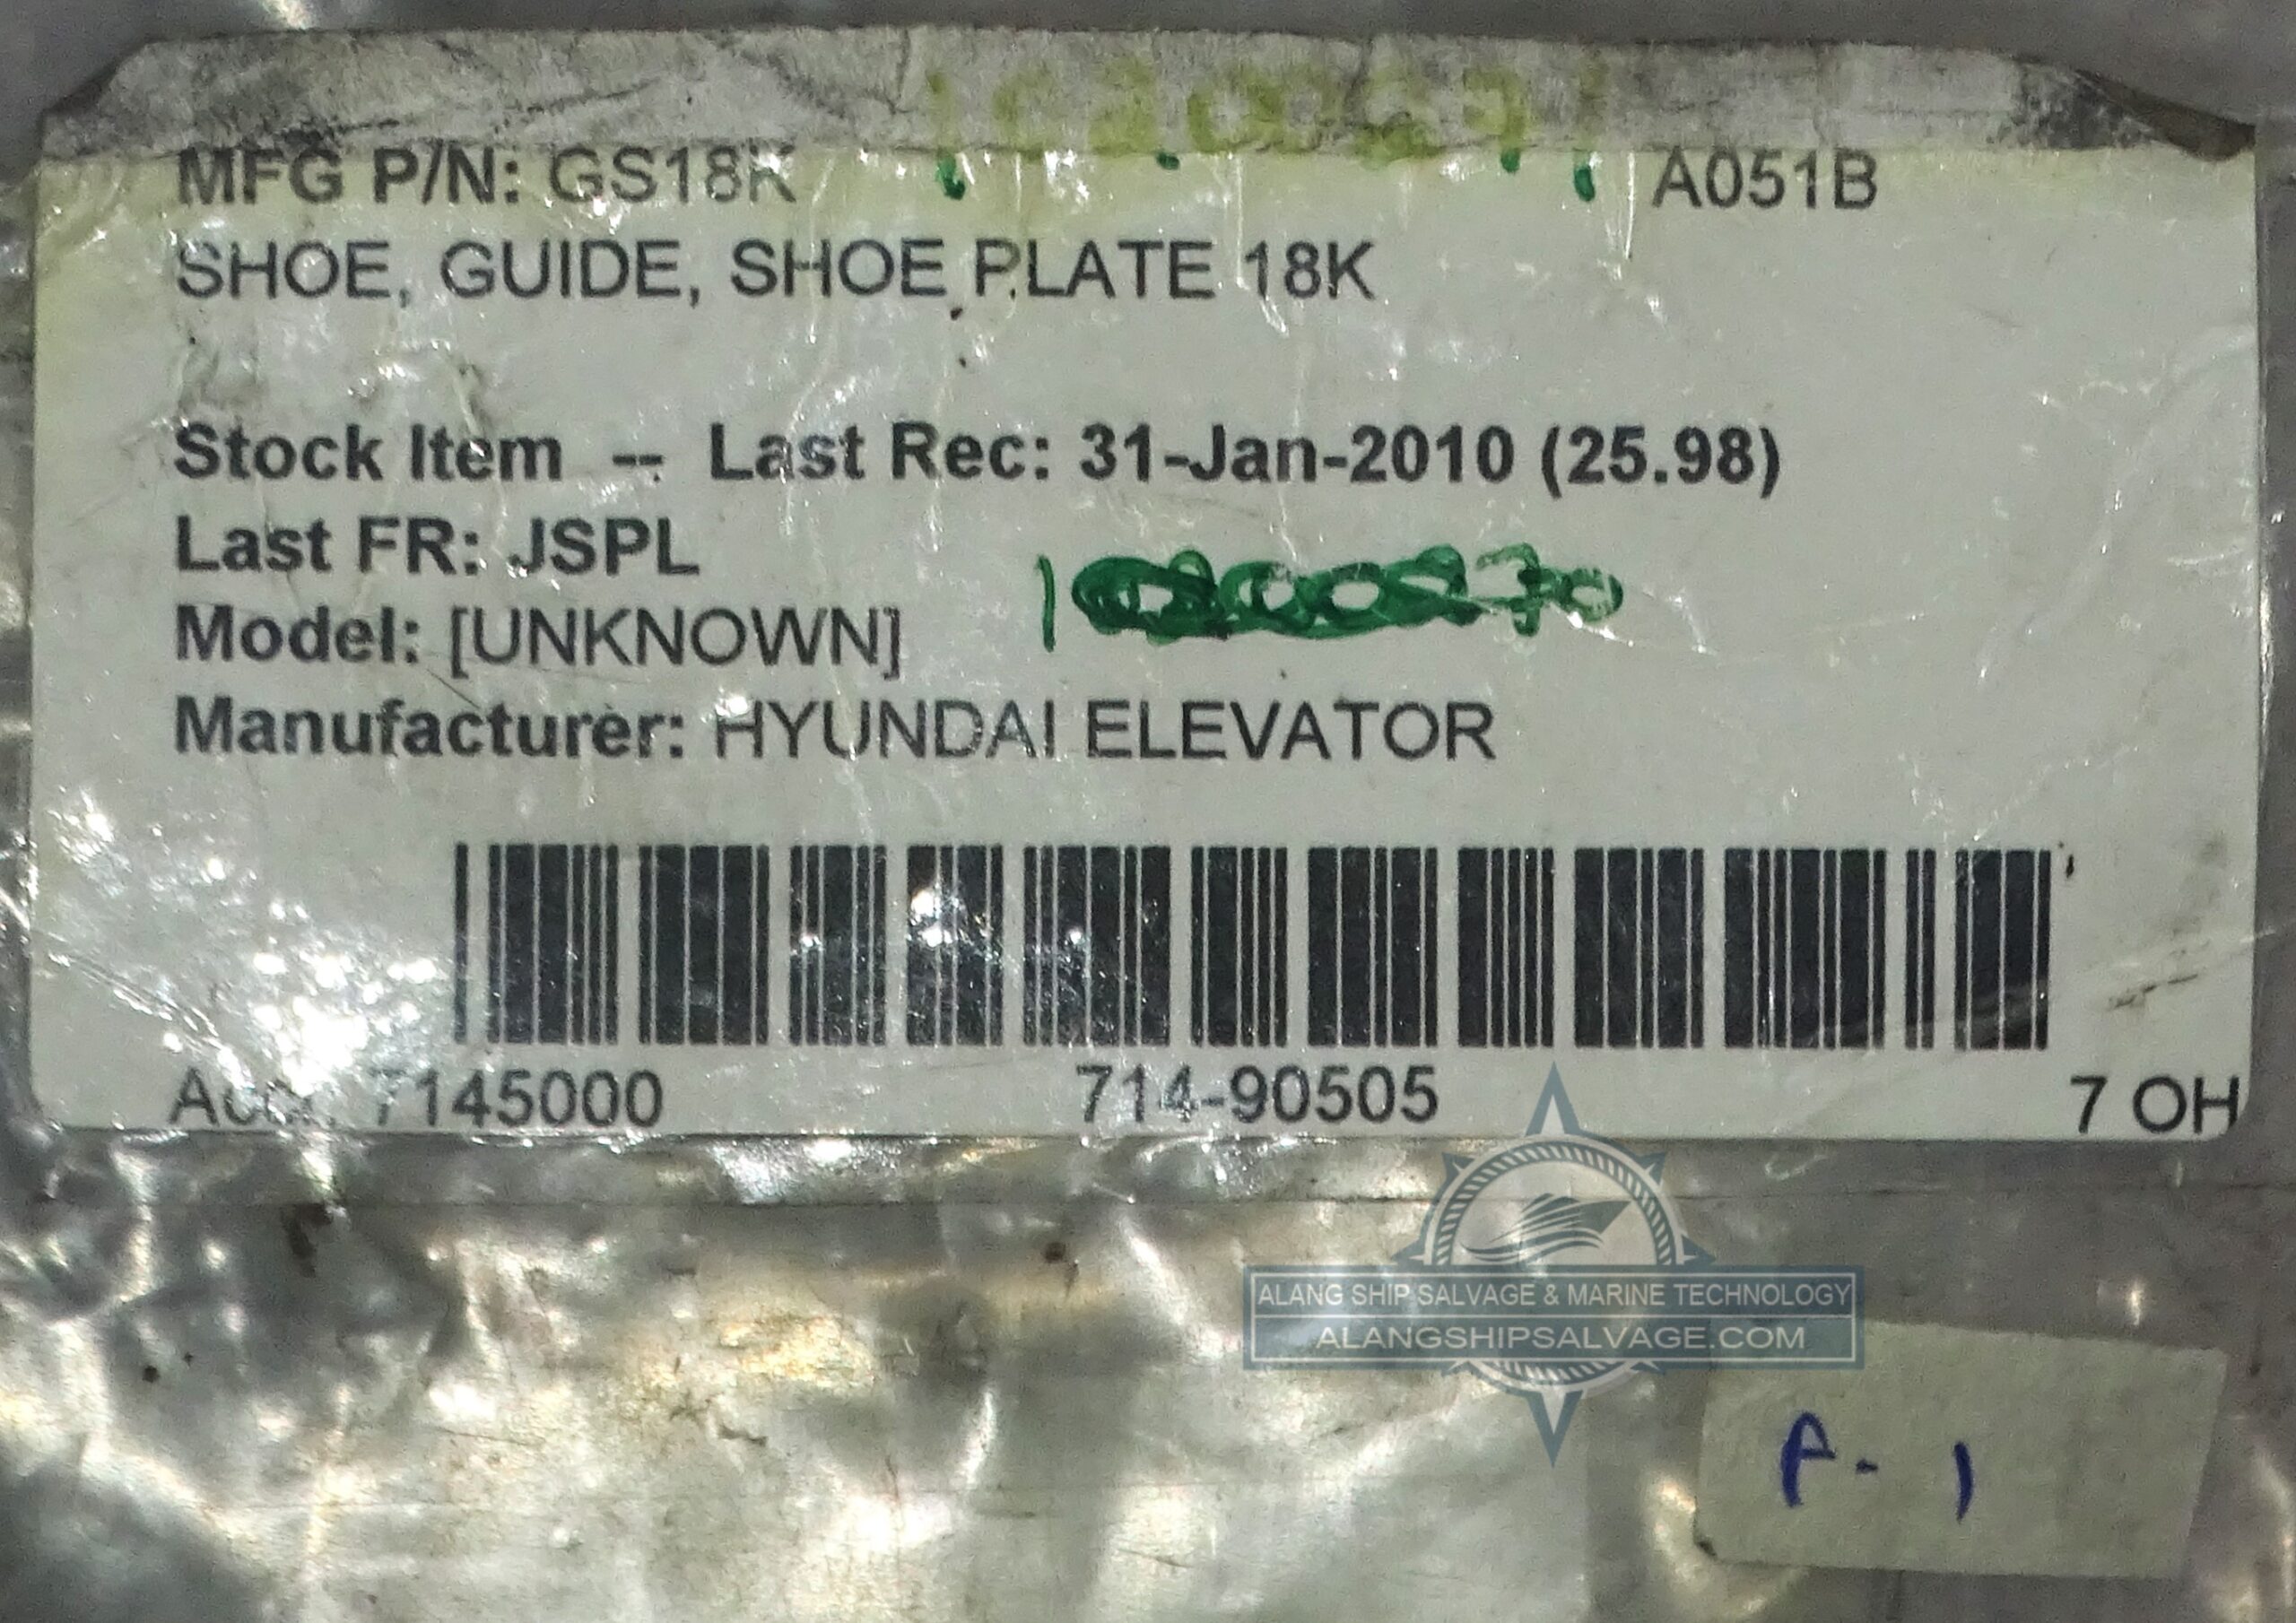 MFG P/N: GS18K A051B
SHOE, GUIDE, SHOE PLATE 18K
Stock Item -- Last Rec: 31-Jan-2010 (25.98)
Last FR: JSPL
Model: [UNKNOWN]
Manufacturer: HYUNDAI ELEVATOR
7145000 714-90505 7 OH
ALANG SHIP SALVAGE & MARINE TECHNOLOGY
ALANGSHIPSALVAGE.COM
P-1